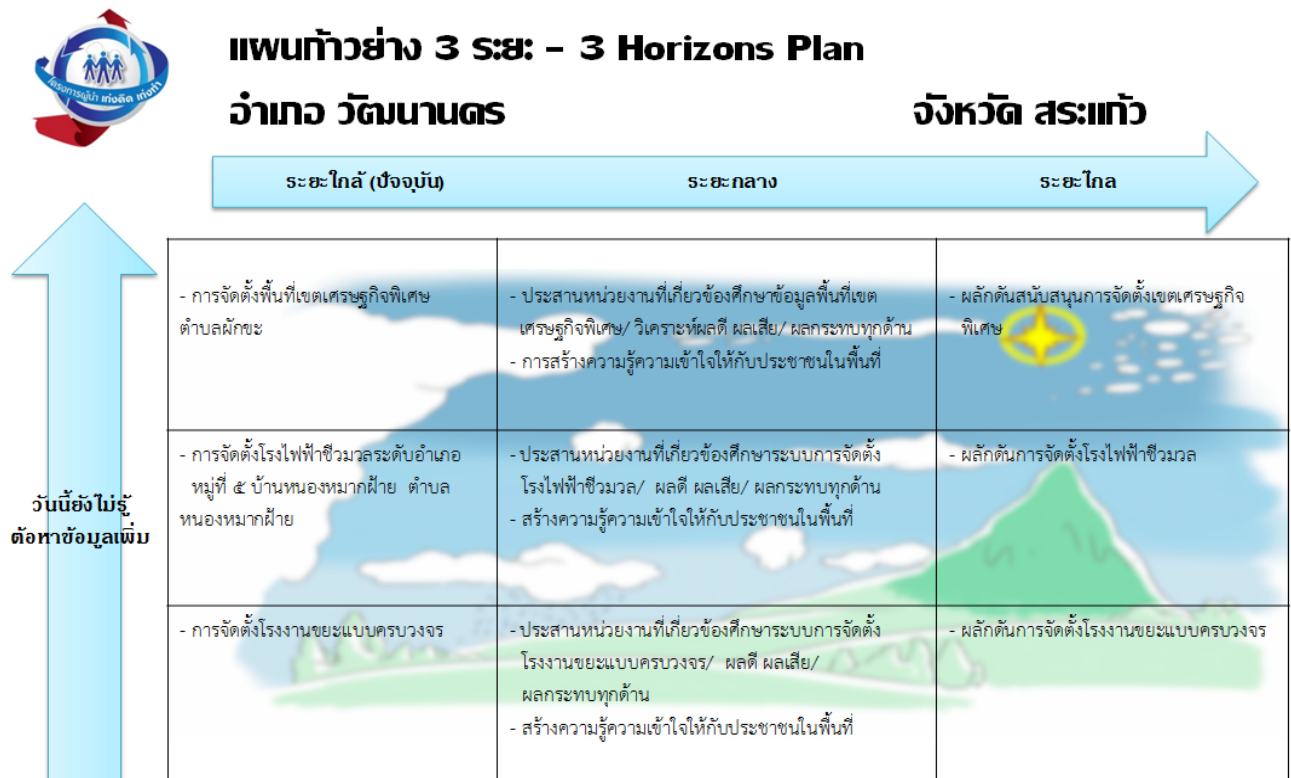 แผนก้าวย่าง 3 ระยะ – 3 Horizons Plan
อำเภอ วัฒนานคร
จังหวัด สระแก้ว
โครงการผู้นำ เก่งคิด เก่งทำ
ระยะใกล้ (ปัจจุบัน)
ระยะกลาง
ระยะไกล
วันนี้ยังไม่รู้
ต้อหาข้อมูลเพิ่ม
- การจัดตั้งพื้นที่เขตเศรษฐกิจพิเศษ
ตำบลผักขะ
- ประสานหน่วยงานที่เกี่ยวข้องศึกษาข้อมูลพื้นที่เขต
เศรษฐกิจพิเศษ/ วิเคราะห์ผลดี ผลเสีย/ ผลกระทบทุกด้าน
- การสร้างความรู้ความเข้าใจให้กับประชาชนในพื้นที่
- ผลักดันสนับสนุนการจัดตั้งเขตเศรษฐกิจ
พิเศษ
- การจัดตั้งโรงไฟฟ้าชีวมวลระดับอำเภอ
หมู่ที่ ๕ บ้านหนองหมากฝ้าย ตำบล
หนองหมากฝ้าย
- ประสานหน่วยงานที่เกี่ยวข้องศึกษาระบบการจัดตั้ง
โรงไฟฟ้าชีวมวล/ ผลดี ผลเสีย/ ผลกระทบทุกด้าน
- สร้างความรู้ความเข้าใจให้กับประชาชนในพื้นที่
- ผลักดันการจัดตั้งโรงไฟฟ้าชีวมวล
- การจัดตั้งโรงงานขยะแบบครบวงจร
- ประสานหน่วยงานที่เกี่ยวข้องศึกษาระบบการจัดตั้ง
โรงงานขยะแบบครบวงจร/ ผลดี ผลเสีย/
ผลกระทบทุกด้าน
- สร้างความรู้ความเข้าใจให้กับประชาชนในพื้นที่
- ผลักดันการจัดตั้งโรงงานขยะแบบครบวงจร